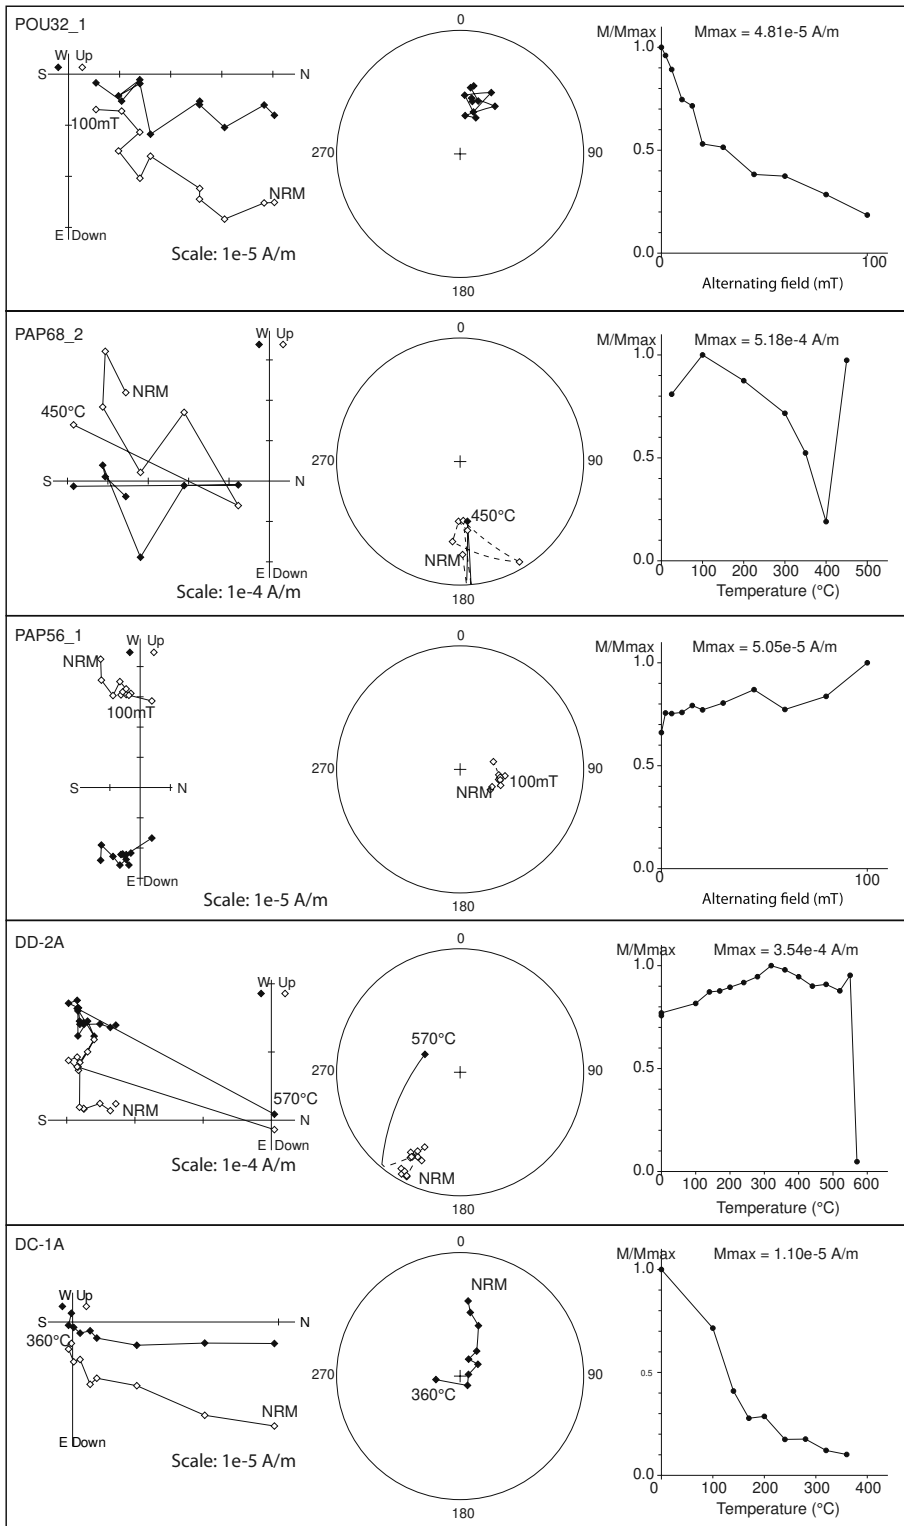 POU32_1
W Up
S N
100mT
NRM
E Down
Scale: 1e-5 A/m
0
270 90
180
M/Mmax Mmax = 4.81e-5 A/m
1.0
0.5
0.0
0 100
Alternating field (mT)
PAP68_2
W Up
NRM
450°C
S N
E Down
Scale: 1e-4 A/m
0
270 90
450°C
NRM
180
M/Mmax Mmax = 5.18e-4 A/m
1.0
0.5
0.0
0 100 200 300 400 500
Temperature (°C)
PAP56_1
W Up
NRM
100mT
S N
E Down
Scale: 1e-5 A/m
0
270 90
100mT
NRM
180
M/Mmax Mmax = 5.05e-5 A/m
1.0
0.5
0.0
0 100
Alternating field (mT)
DD-2A
W Up
570°C
NRM
S N
E Down
Scale: 1e-4 A/m
0
570°C
270 90
NRM
180
M/Mmax Mmax = 3.54e-4 A/m
1.0
0.5
0.0
0 100 200 300 400 500 600
Temperature (°C)
DC-1A
W Up
N
360°C
NRM
E Down
Scale: 1e-5 A/m
0
NRM
270 90
360°C
180
M/Mmax Mmax = 1.10e-5 A/m
1.0
0.5
0.0
0 100 200 300 400
Temperature (°C)